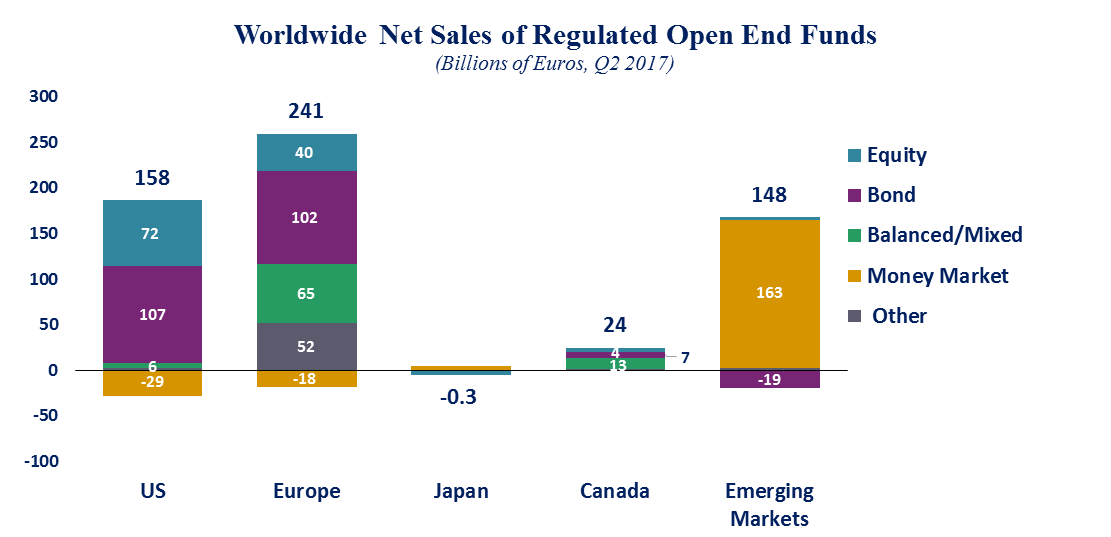 Worldwide Net Sales of Regulated Open End Funds
(Billions of Euros, Q2 2017)
300
250
200
150
100
50
0
-50
-100
158
72
107
6
-29
241
40
102
65
52
-18
-0.3
24
4
7
13
148
163
-19
US
Europe
Japan
Canada
Emerging
Markets
Equity
Bond
Balanced/Mixed
Money Market
Other